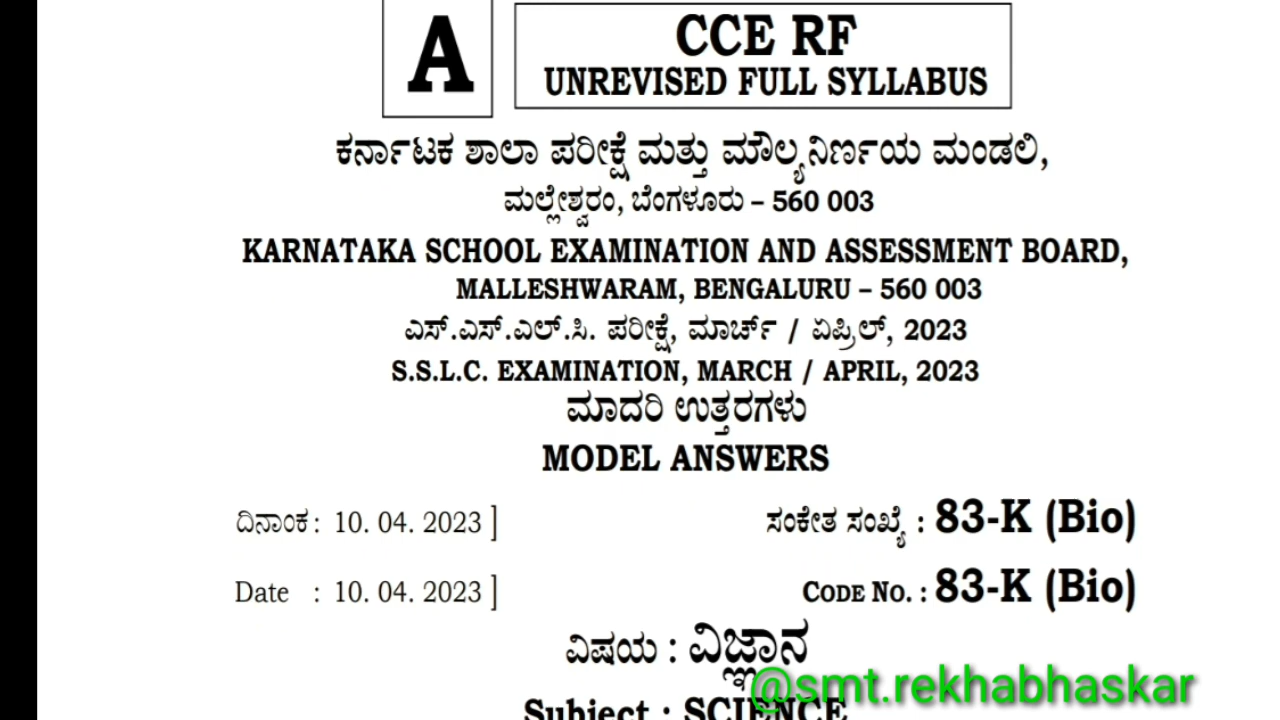 A
CCE RF
UNREVISED FULL SYLLABUS
ಕರ್ನಾಟಕ ಶಾಲಾ ಪರೀಕ್ಷೆ ಮತ್ತು ಮೌಲ್ಯನಿರ್ಣಯ ಮಂಡಲಿ,
ಮಲ್ಲೇಶ್ವರಂ, ಬೆಂಗಳೂರು – 560 003
KARNATAKA SCHOOL EXAMINATION AND ASSESSMENT BOARD,
MALLESHWARAM, BENGALURU – 560 003
ಎಸ್.ಎಸ್.ಎಲ್.ಸಿ. ಪರೀಕ್ಷೆ, ಮಾರ್ಚ್ / ಏಪ್ರಿಲ್, 2023
S.S.L.C. EXAMINATION, MARCH / APRIL, 2023
ಮಾದರಿ ಉತ್ತರಗಳು
MODEL ANSWERS
ದಿನಾಂಕ : 10. 04. 2023 ] ಸಂಕೇತ ಸಂಖ್ಯೆ : 83-K (Bio)
Date : 10. 04. 2023 ] CODE NO. : 83-K (Bio)
ವಿಷಯ : ವಿಜ್ಞಾನ
@smt.rekhabhaskar
Subject : SCIENCE